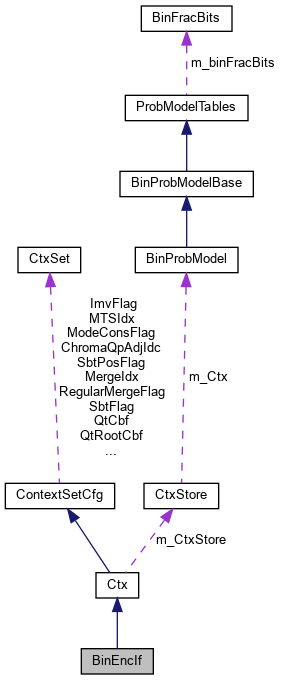 BinFracBits
m_binFracBits
ProbModelTables
BinProbModelBase
CtxSet
BinProbModel
ImvFlag
MTSIdx
ModeConsFlag
ChromaQpAdjIdc
SbtPosFlag
MergeIdx
RegularMergeFlag
SbtFlag
QtCbf
QtRootCbf
...
m_Ctx
ContextSetCfg
CtxStore
m_CtxStore
Ctx
BinEncIf